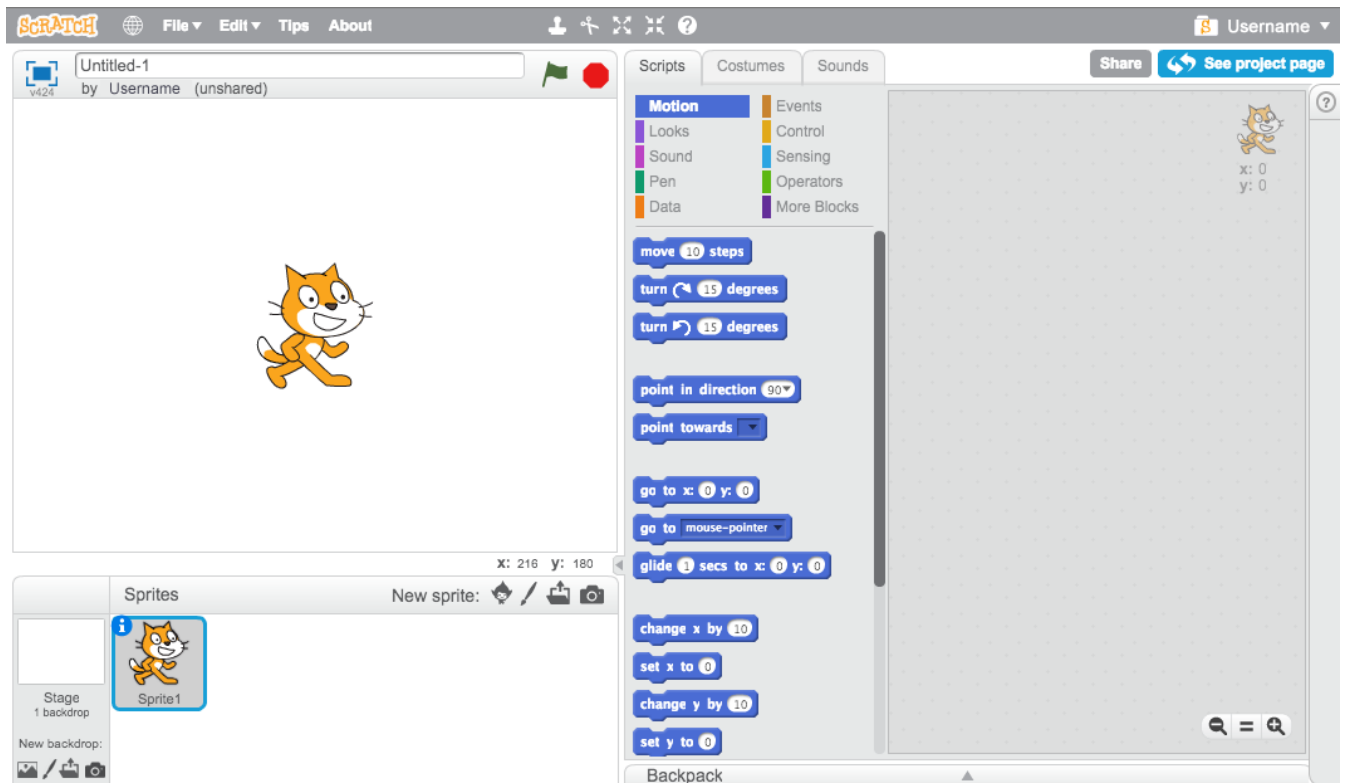 SCRATCH File Edit Tips About Username
v424 Untitled-1
by Username (unshared)
Scripts Costumes Sounds
Share See project page
Motion Events
Looks Control
Sound Sensing
Pen Operators
Data More Blocks
x: 0
y: 0
move 10 steps
turn 15 degrees
turn 15 degrees
point in direction 90
point towards
go to x: 0 y: 0
go to mouse-pointer
glide 1 secs to x: 0 y: 0
change x by 10
set x to 0
change y by 10
set y to 0
X: 216 y: 180
Sprites New sprite:
Stage
1 backdrop
Sprite1
New backdrop:
Backpack